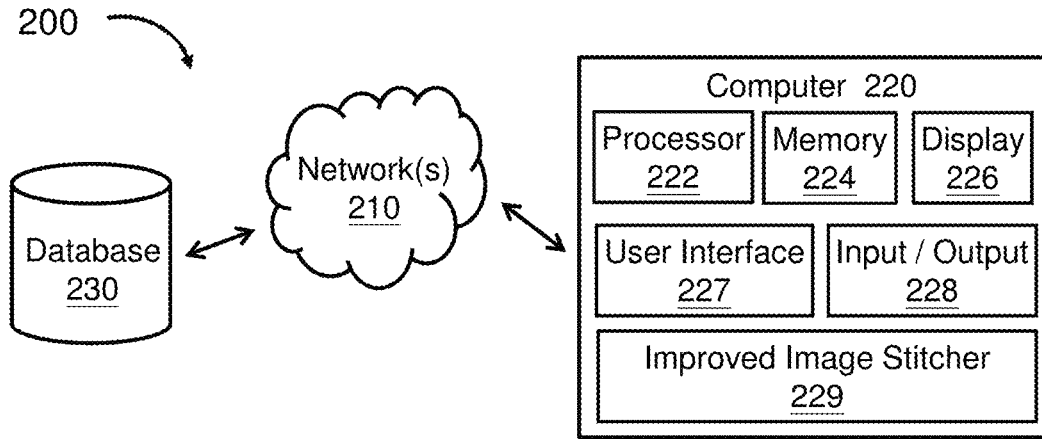 200
Computer 220
Processor
222
Memory
224
Display
226
Network(s)
210
Database
230
User Interface
227
Input / Output
228
Improved Image Stitcher
229